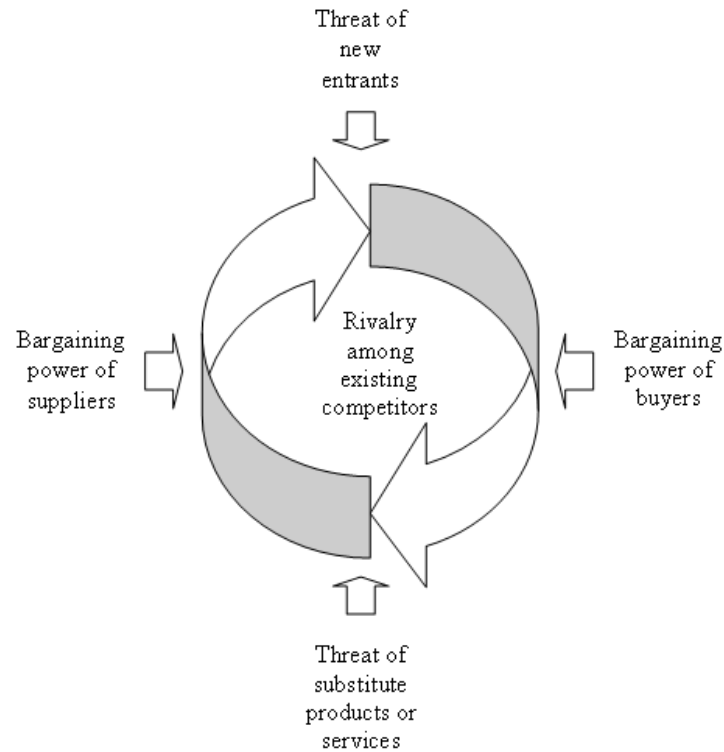 Threat of
new
entrants
Bargaining
power of
suppliers
Rivalry
among
existing
competitors
Bargaining
power of
buyers
Threat of
substitute
products or
services